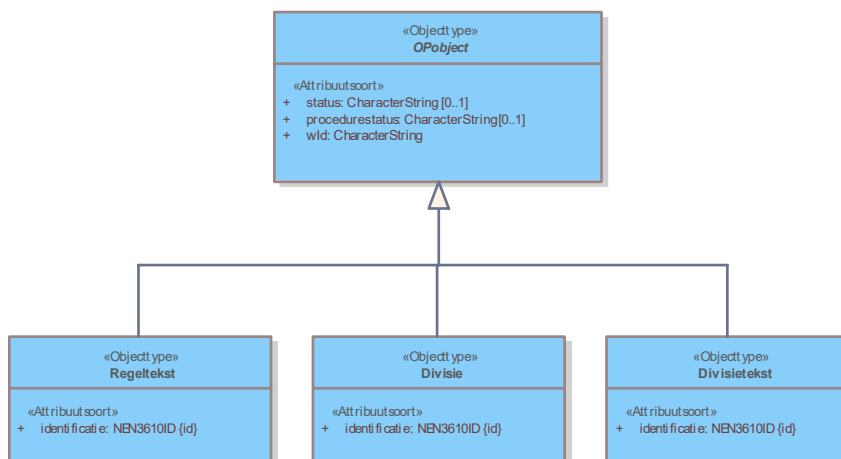 «Objecttype»
OPobject
«Attribuutsoort»
+ status: CharacterString [0..1]
+ procedurestatus: CharacterString [0..1]
+ wId: CharacterString
«Objecttype»
Regeltekst
«Attribuutsoort»
+ identificatie: NEN3610ID {id}
«Objecttype»
Divisie
«Attribuutsoort»
+ identificatie: NEN3610ID {id}
«Objecttype»
Divisietekst
«Attribuutsoort»
+ identificatie: NEN3610ID {id}